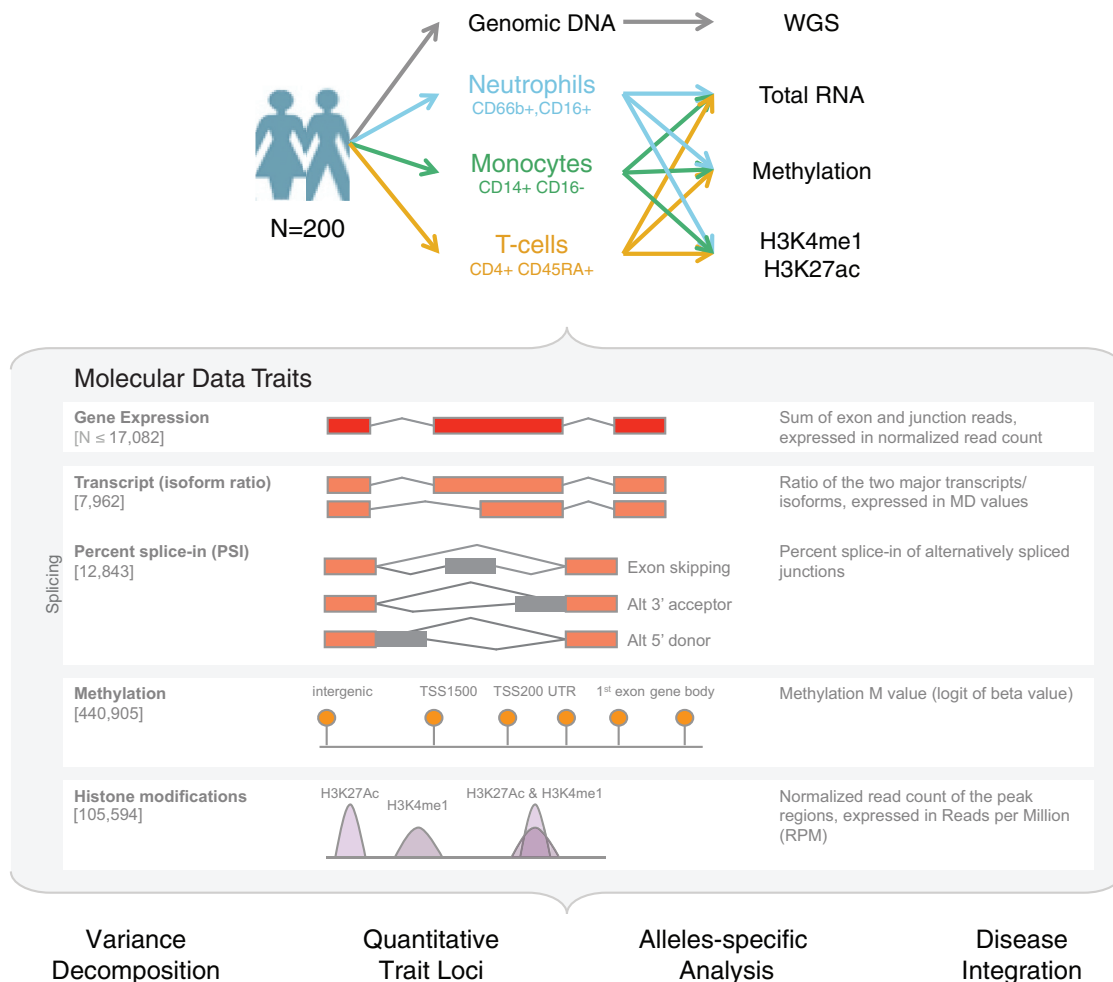 Genomic DNA
WGS
Neutrophils
CD66b+,CD16+
Total RNA
Monocytes
CD14+ CD16-
Methylation
N=200
T-cells
CD4+ CD45RA+
H3K4me1
H3K27ac
Molecular Data Traits
Gene Expression
[N ≤ 17,082]
Sum of exon and junction reads,
expressed in normalized read count
Splicing
Transcript (isoform ratio)
[7,962]
Ratio of the two major transcripts/
isoforms, expressed in MD values
Percent splice-in (PSI)
[12,843]
Exon skipping
Alt 3’ acceptor
Alt 5’ donor
Percent splice-in of alternatively spliced
junctions
Methylation
[440,905]
intergenic TSS1500 TSS200 UTR 1st exon gene body
Methylation M value (logit of beta value)
Histone modifications
[105,594]
H3K27Ac
H3K4me1
H3K27Ac & H3K4me1
Normalized read count of the peak
regions, expressed in Reads per Million
(RPM)
Variance
Decomposition
Quantitative
Trait Loci
Alleles-specific
Analysis
Disease
Integration